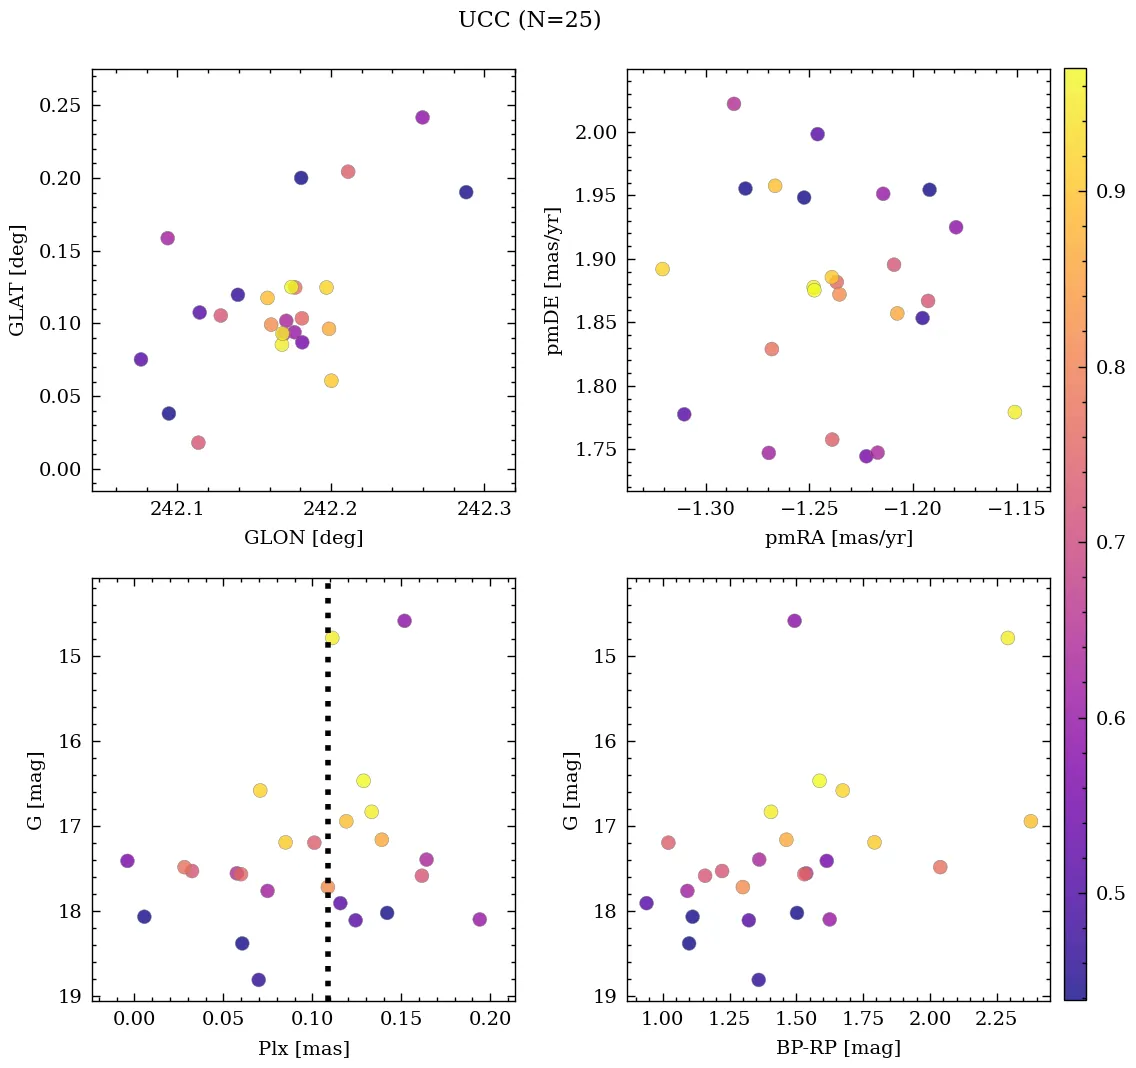 UCC (N=25)
0.25
0.20
0.15
0.10
0.05
0.00
GLAT [deg]
242.1 242.2 242.3
GLON [deg]
2.00
1.95
1.90
1.85
1.80
1.75
pmDE [mas/yr]
−1.30 −1.25 −1.20 −1.15
pmRA [mas/yr]
15
16
17
18
19
G [mag]
0.00 0.05 0.10 0.15 0.20
Plx [mas]
15
16
17
18
19
G [mag]
1.00 1.25 1.50 1.75 2.00 2.25
BP-RP [mag]
0.9
0.8
0.7
0.6
0.5